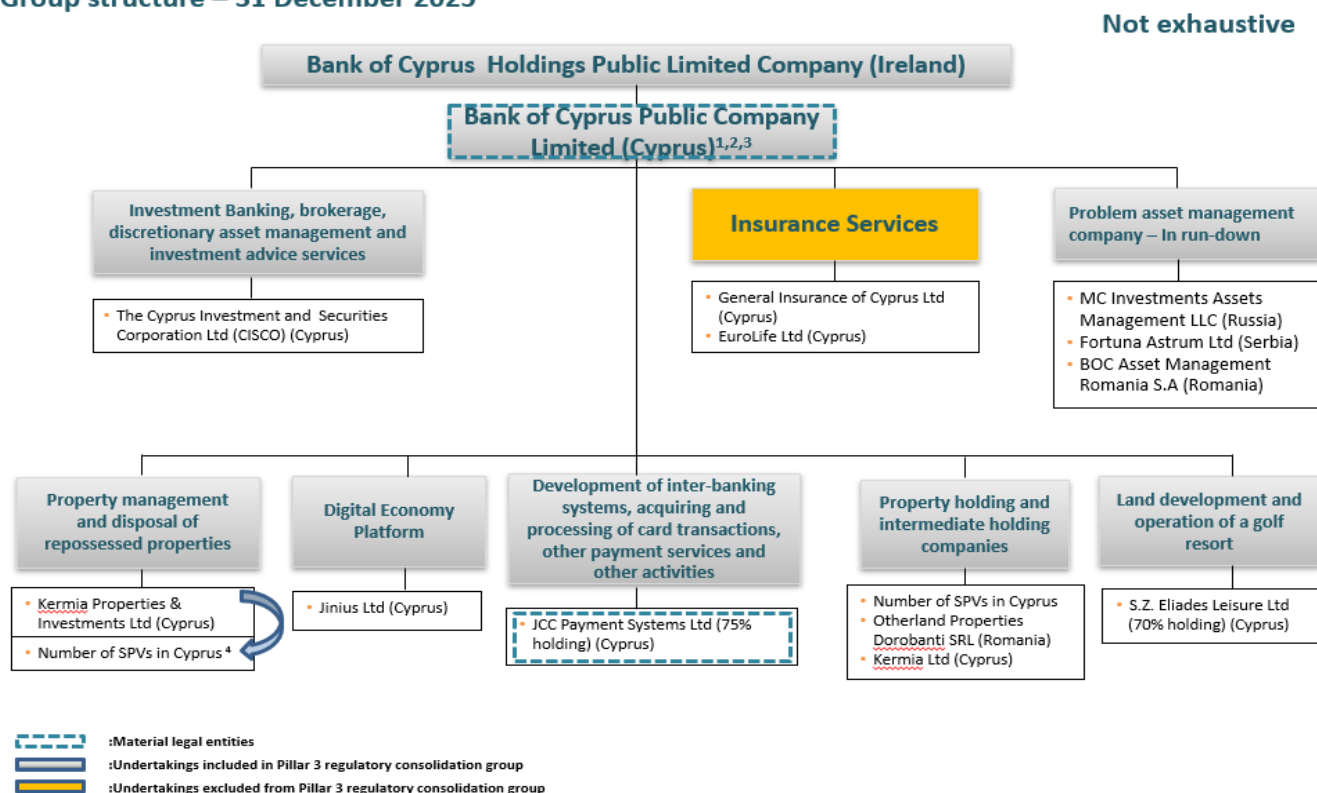 Group structure – 31 December 2025
Not exhaustive
Bank of Cyprus Holdings Public Limited Company (Ireland)
Bank of Cyprus Public Company
Limited (Cyprus)1,2,3
Investment Banking, brokerage,
discretionary asset management and
investment advice services
• The Cyprus Investment and Securities
Corporation Ltd (CISCO) (Cyprus)
Insurance Services
• General Insurance of Cyprus Ltd
(Cyprus)
• EuroLife Ltd (Cyprus)
Problem asset management
company – In run-down
• MC Investments Assets
Management LLC (Russia)
• Fortuna Astrum Ltd (Serbia)
• BOC Asset Management
Romania S.A (Romania)
Property management
and disposal of
repossessed properties
• Kermia Properties &
Investments Ltd (Cyprus)
• Number of SPVs in Cyprus 4
Digital Economy
Platform
• Jinius Ltd (Cyprus)
Development of inter-banking
systems, acquiring and
processing of card transactions,
other payment services and
other activities
• JCC Payment Systems Ltd (75%
holding) (Cyprus)
Property holding and
intermediate holding
companies
• Number of SPVs in Cyprus
• Otherland Properties
Dorobanti SRL (Romania)
• Kermia Ltd (Cyprus)
Land development and
operation of a golf
resort
• S.Z. Eliades Leisure Ltd
(70% holding) (Cyprus)
:Material legal entities
:Undertakings included in Pillar 3 regulatory consolidation group
:Undertakings excluded from Pillar 3 regulatory consolidation group